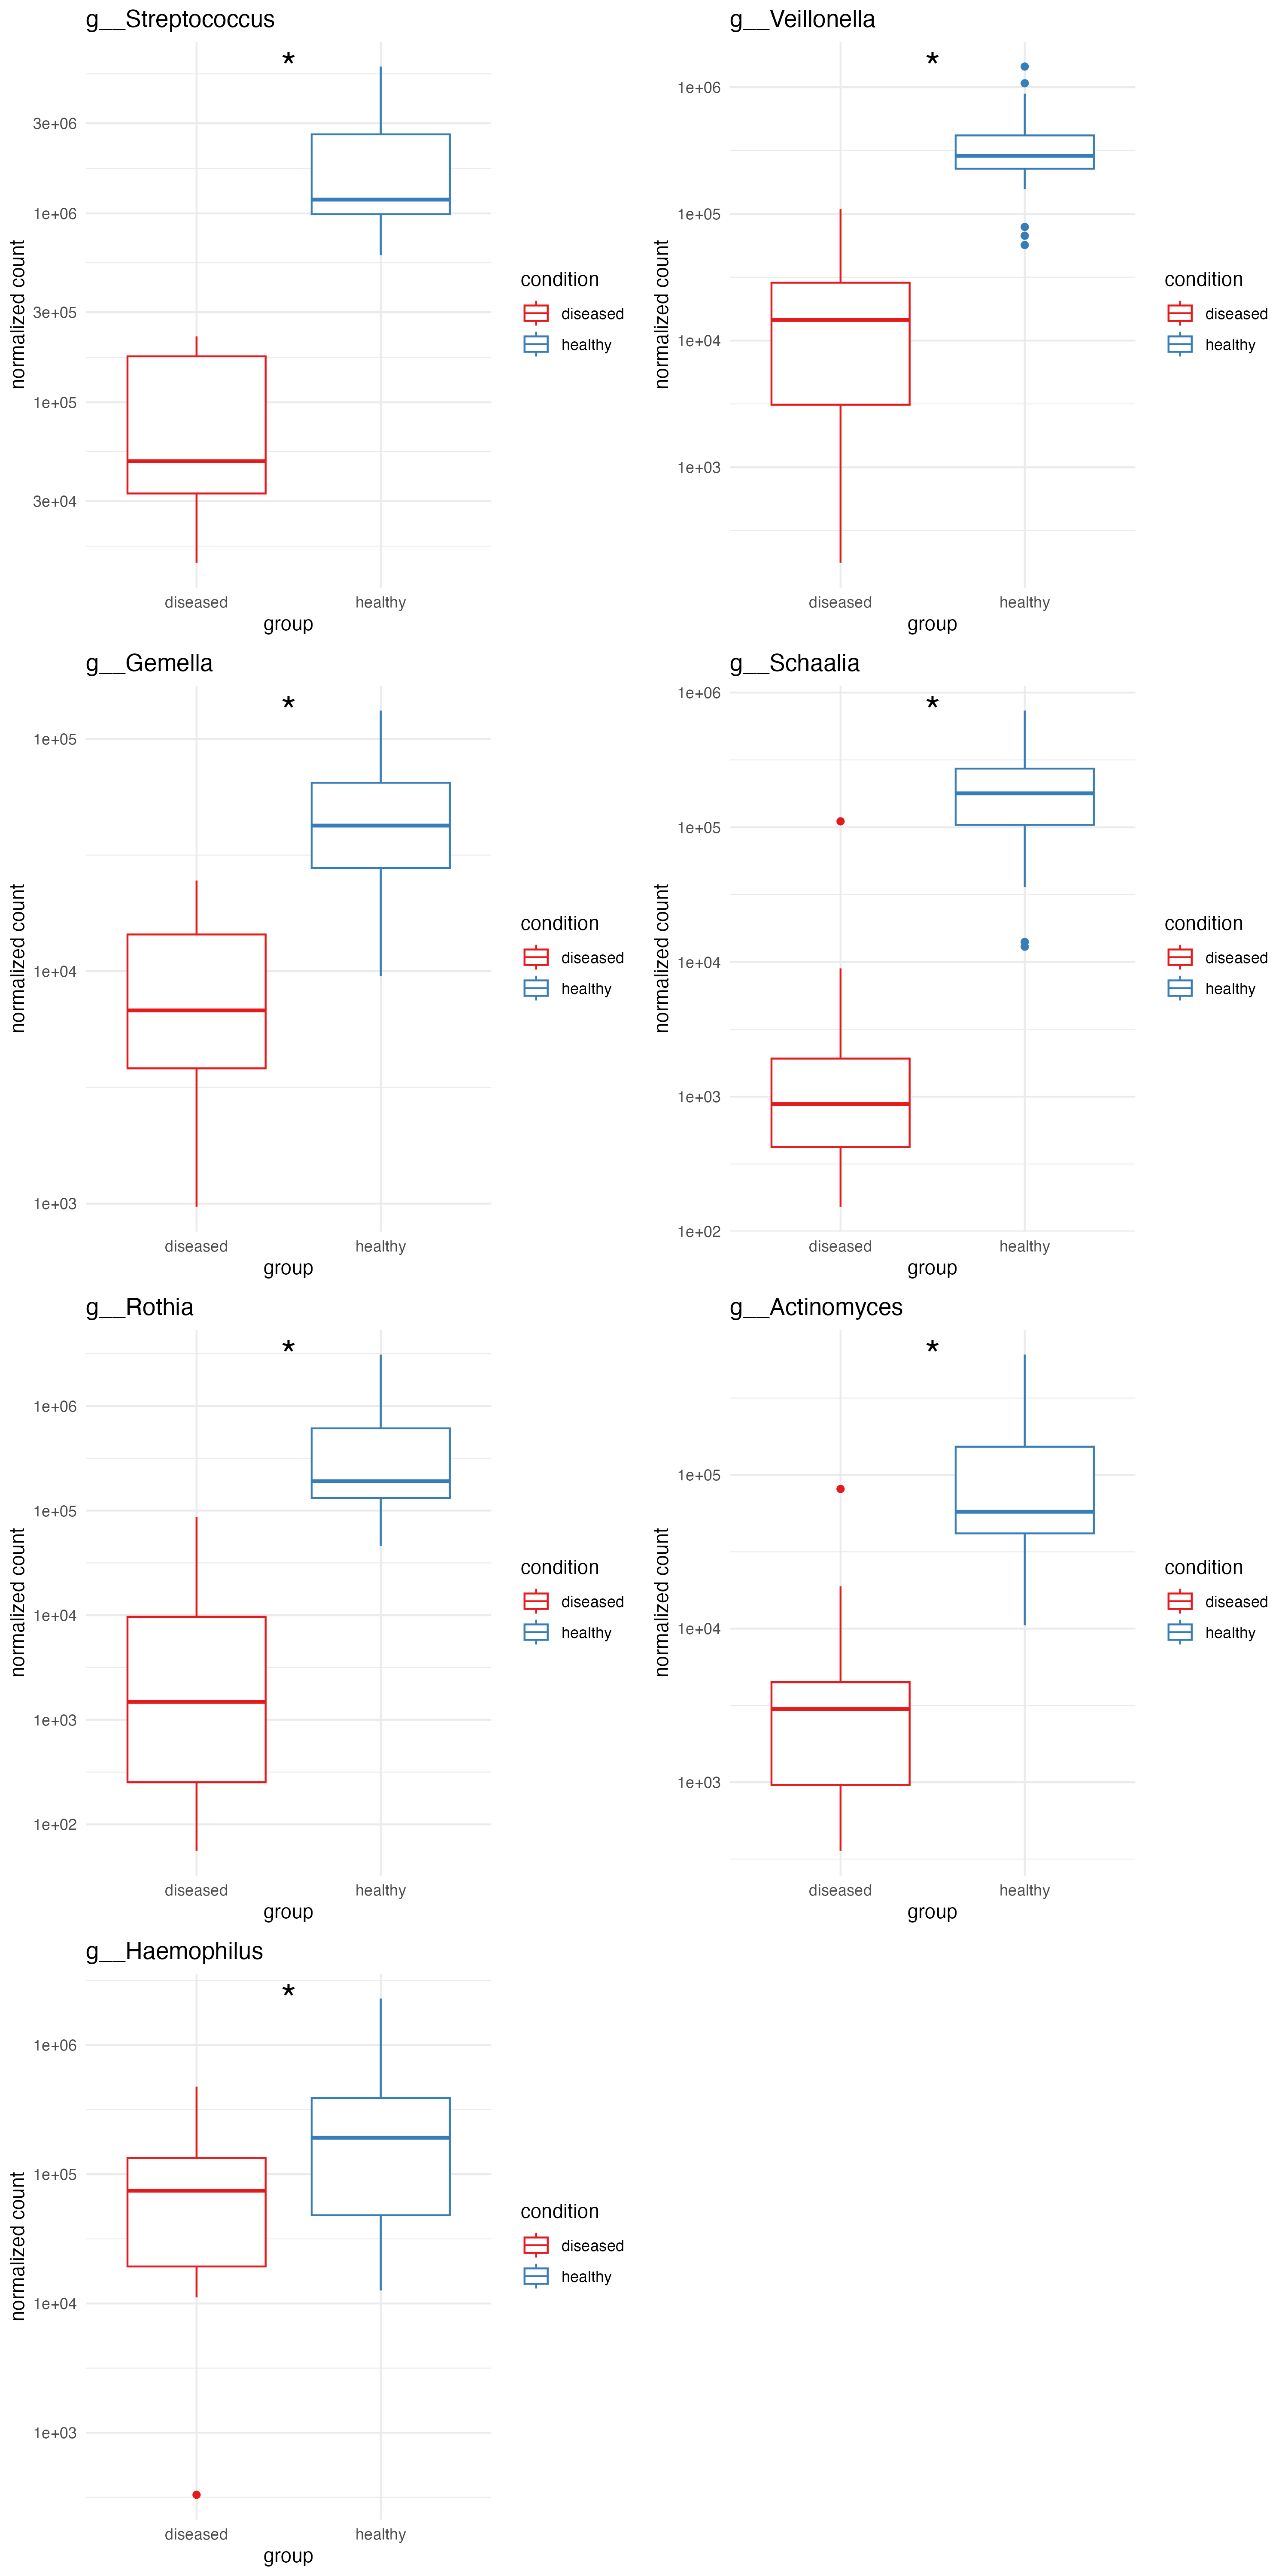 g__Streptococcus
*
3e+06
1e+06
3e+05
1e+05
3e+04
normalized count
diseased healthy
group
condition
diseased
healthy
g__Veillonella
*
1e+06
1e+05
1e+04
1e+03
normalized count
diseased healthy
group
condition
diseased
healthy
g__Gemella
*
1e+05
1e+04
1e+03
normalized count
diseased healthy
group
condition
diseased
healthy
g__Schaalia
*
1e+06
1e+05
1e+04
1e+03
1e+02
normalized count
diseased healthy
group
condition
diseased
healthy
g__Rothia
*
1e+06
1e+05
1e+04
1e+03
1e+02
normalized count
diseased healthy
group
condition
diseased
healthy
g__Actinomyces
*
1e+05
1e+04
1e+03
normalized count
diseased healthy
group
condition
diseased
healthy
g__Haemophilus
*
1e+06
1e+05
1e+04
1e+03
normalized count
diseased healthy
group
condition
diseased
healthy